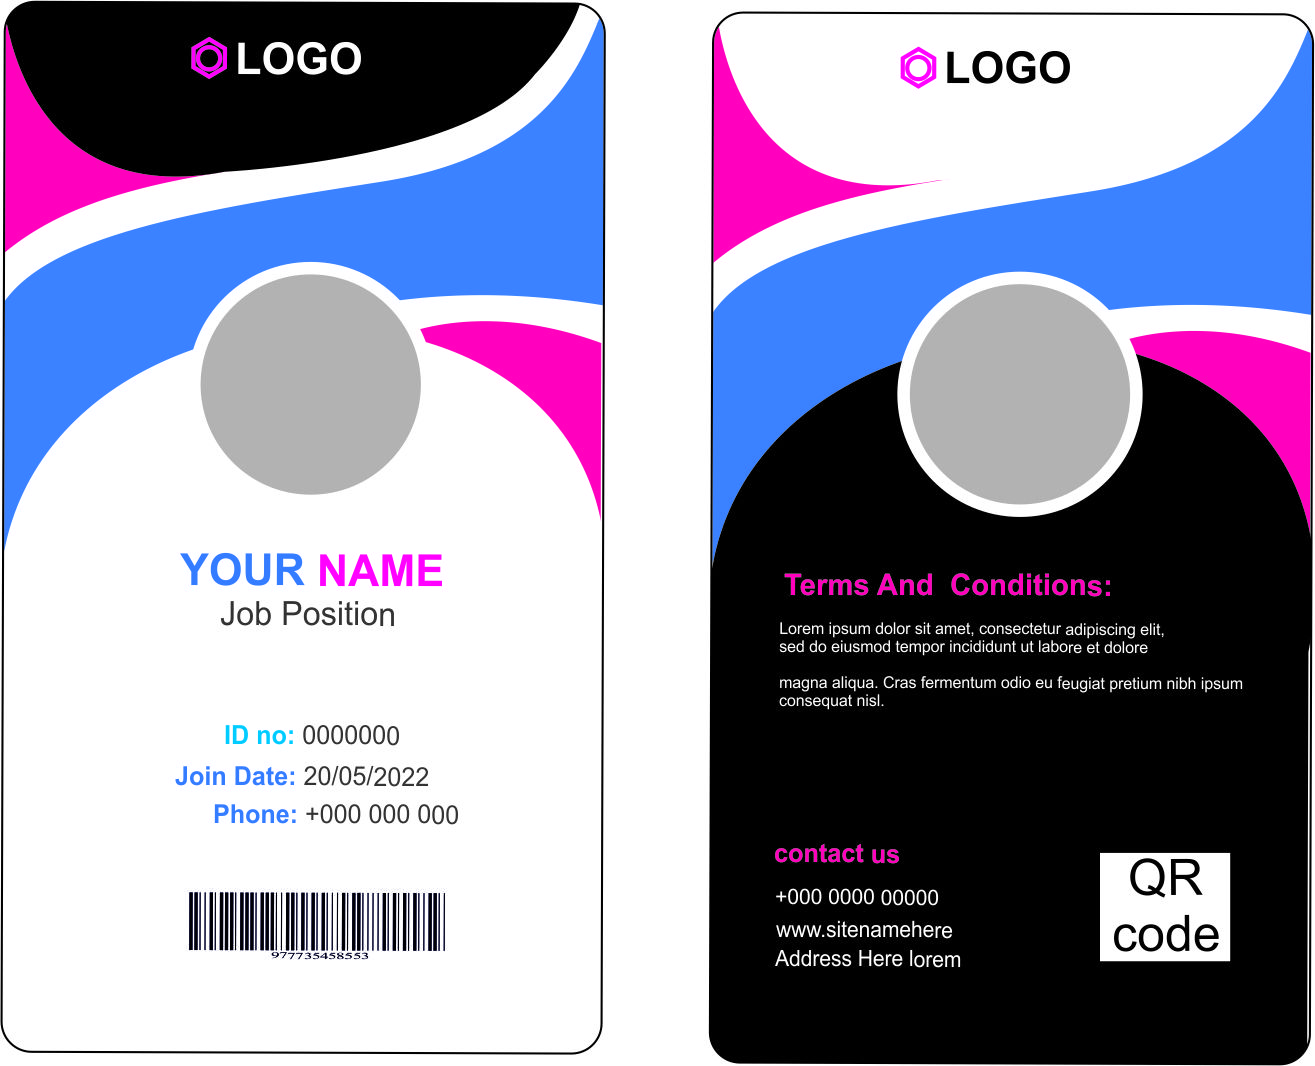 LOGO
YOUR NAME
Job Position
ID no: 0000000
Join Date: 20/05/2022
Phone: +000 000 000
977735458553
LOGO
Terms And  Conditions:
Lorem ipsum dolor sit amet, consectetur adipiscing elit,
sed do eiusmod tempor incididunt ut labore et dolore
magna aliqua. Cras fermentum odio eu feugiat pretium nibh ipsum
consequat nisl.
contact us
+000 0000 00000
www.sitenamehere
Address Here lorem
QR
code